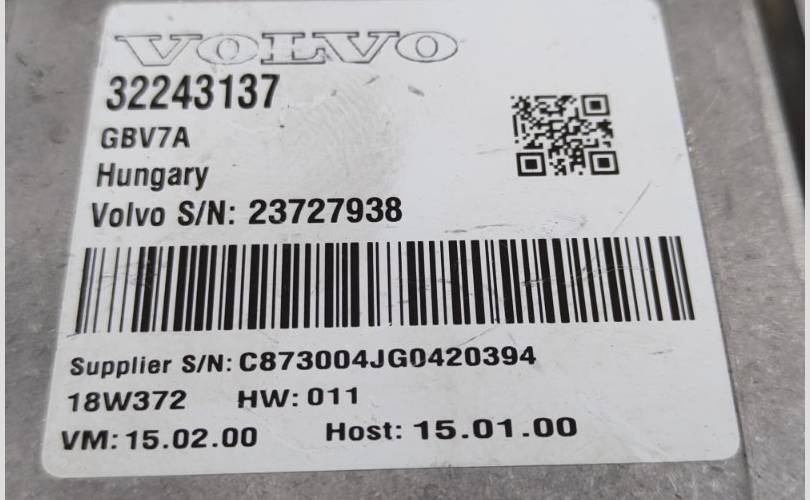 VOLVO
32243137
GBV7A
Hungary
Volvo S/N: 23727938
Supplier S/N: C873004JG0420394
18W372 HW: 011
VM: 15.02.00 Host: 15.01.00